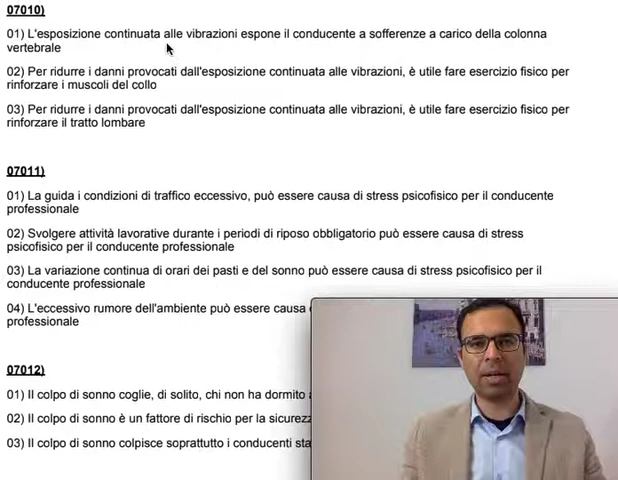 07010)
01) L'esposizione continuata alle vibrazioni espone il conducente a sofferenze a carico della colonna
vertebrale
02) Per ridurre i danni provocati dall'esposizione continuata alle vibrazioni, è utile fare esercizio fisico per
rinforzare i muscoli del collo
03) Per ridurre i danni provocati dall'esposizione continuata alle vibrazioni, è utile fare esercizio fisico per
rinforzare il tratto lombare
07011)
01) La guida i condizioni di traffico eccessivo, può essere causa di stress psicofisico per il conducente
professionale
02) Svolgere attività lavorative durante i periodi di riposo obbligatorio può essere causa di stress
psicofisico per il conducente professionale
03) La variazione continua di orari dei pasti e del sonno può essere causa di stress psicofisico per il
conducente professionale
04) L'eccessivo rumore dell'ambiente può essere causa
professionale
07012)
01) Il colpo di sonno coglie, di solito, chi non ha dormito
02) Il colpo di sonno è un fattore di rischio per la
03) Il colpo di sonno colpisce soprattutto i conducenti